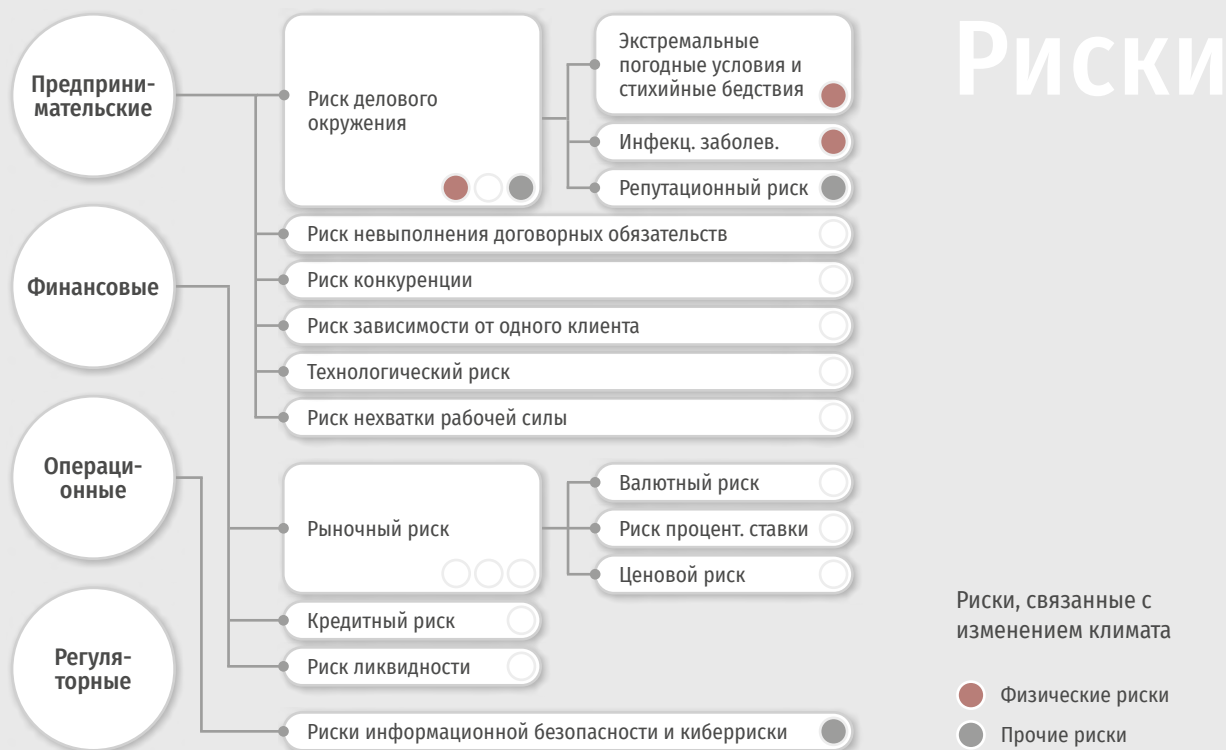 Риски
Предприни-
мательские
Финансовые
Операци-
онные
Регуля-
торные
Риск делового
окружения
Экстремальные
погодные условия и
стихийные бедствия
Инфекц. заболев.
Репутационный риск
Риск невыполнения договорных обязательств
Риск конкуренции
Риск зависимости от одного клиента
Технологический риск
Риск нехватки рабочей силы
Рыночный риск
Валютный риск
Риск процент. ставки
Ценовой риск
Кредитный риск
Риск ликвидности
Риски информационной безопасности и киберриски
Риски, связанные с
изменением климата
Физические риски
Прочие риски